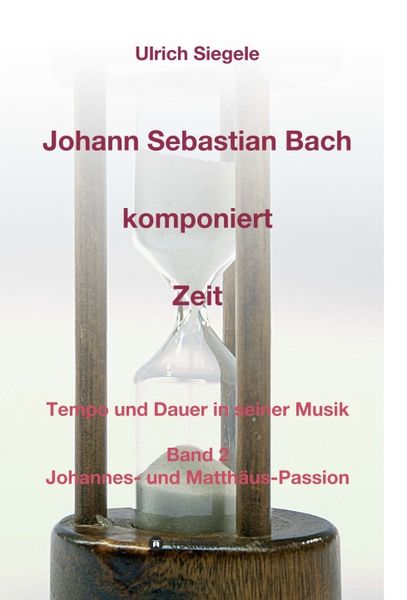 Ulrich Siegele
Johann Sebastian Bach
komponiert
Zeit
Tempo und Dauer in seiner Musik
Band 2
Johannes- und Matthäus-Passion